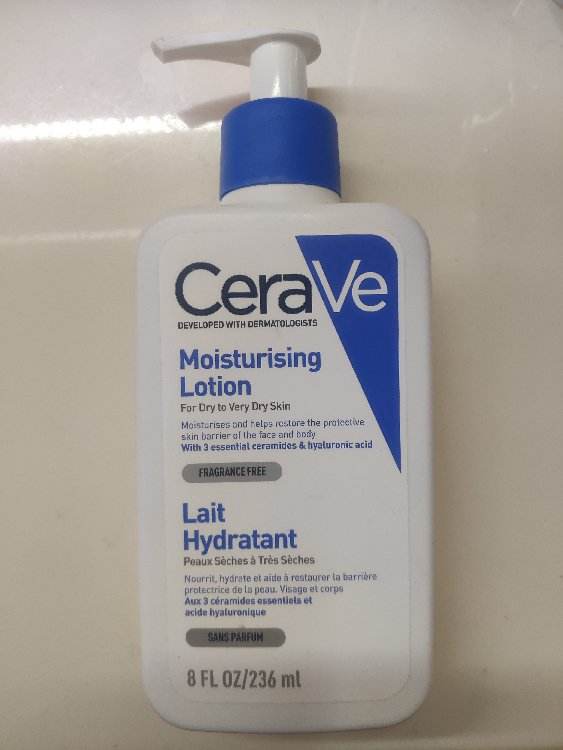 CeraVe
DEVELOPED WITH DERMATOLOGISTS
Moisturising
Lotion
For Dry to Very Dry Skin
Moisturises and helps restore the protective
skin barrier of the face and body
With 3 essential ceramides & hyaluronic acid
FRAGRANCE FREE
Lait
Hydratant
Peaux Sèches à Très Sèches
Nourrit, hydrate et aide à restaurer la barrière
protectrice de la peau. Visage et corps
Aux 3 céramides essentiels et
acide hyaluronique
SANS PARFUM
8 FL OZ/236 ml